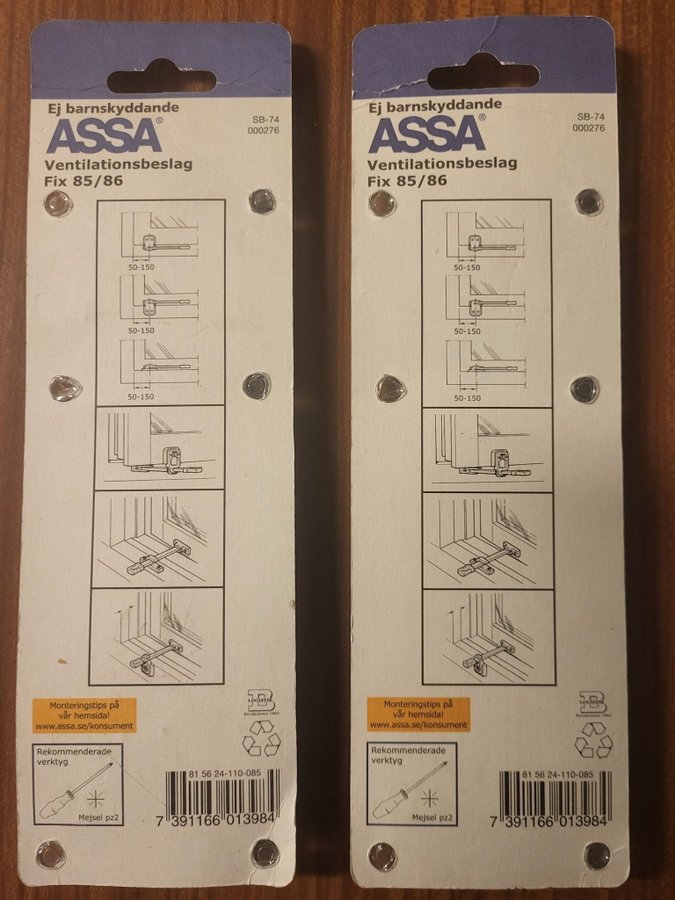 Ej barnskyddande
ASSA®
SB-74
000276
Ventilationsbeslag
Fix 85/86
50-150
50-150
50-150
Monteringstips på
vår hemsida!
www.assa.se/konsument
Rekommenderade
verktyg
Mejsel pz2
81 56 24-110-085
7 391166 013984
Ej barnskyddande
ASSA®
SB-74
000276
Ventilationsbeslag
Fix 85/86
50-150
50-150
50-150
Monteringstips på
vår hemsida!
www.assa.se/konsument
Rekommenderade
verktyg
Mejsel pz2
81 56 24-110-085
7 391166 013984